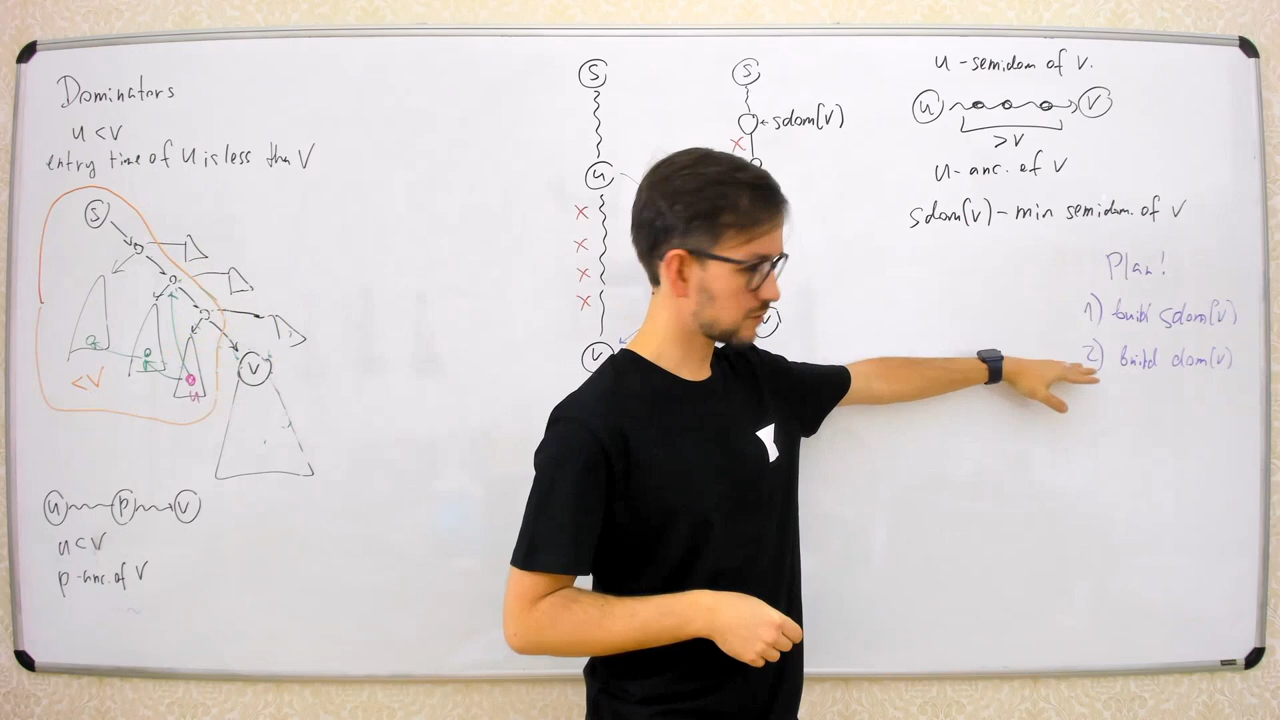 Dominators
u < v
entry time of u is less then v
S
< v
u
v
u p v
u < v
p - anc. of v
S
u
x
x
x
x
v
S
sdom(v)
x
v
u - semidom of v.
u v
> v
u - anc. of v
sdom(v) - min semidom. of v
Plan!
1) build sdom(v)
2) build dom(v)